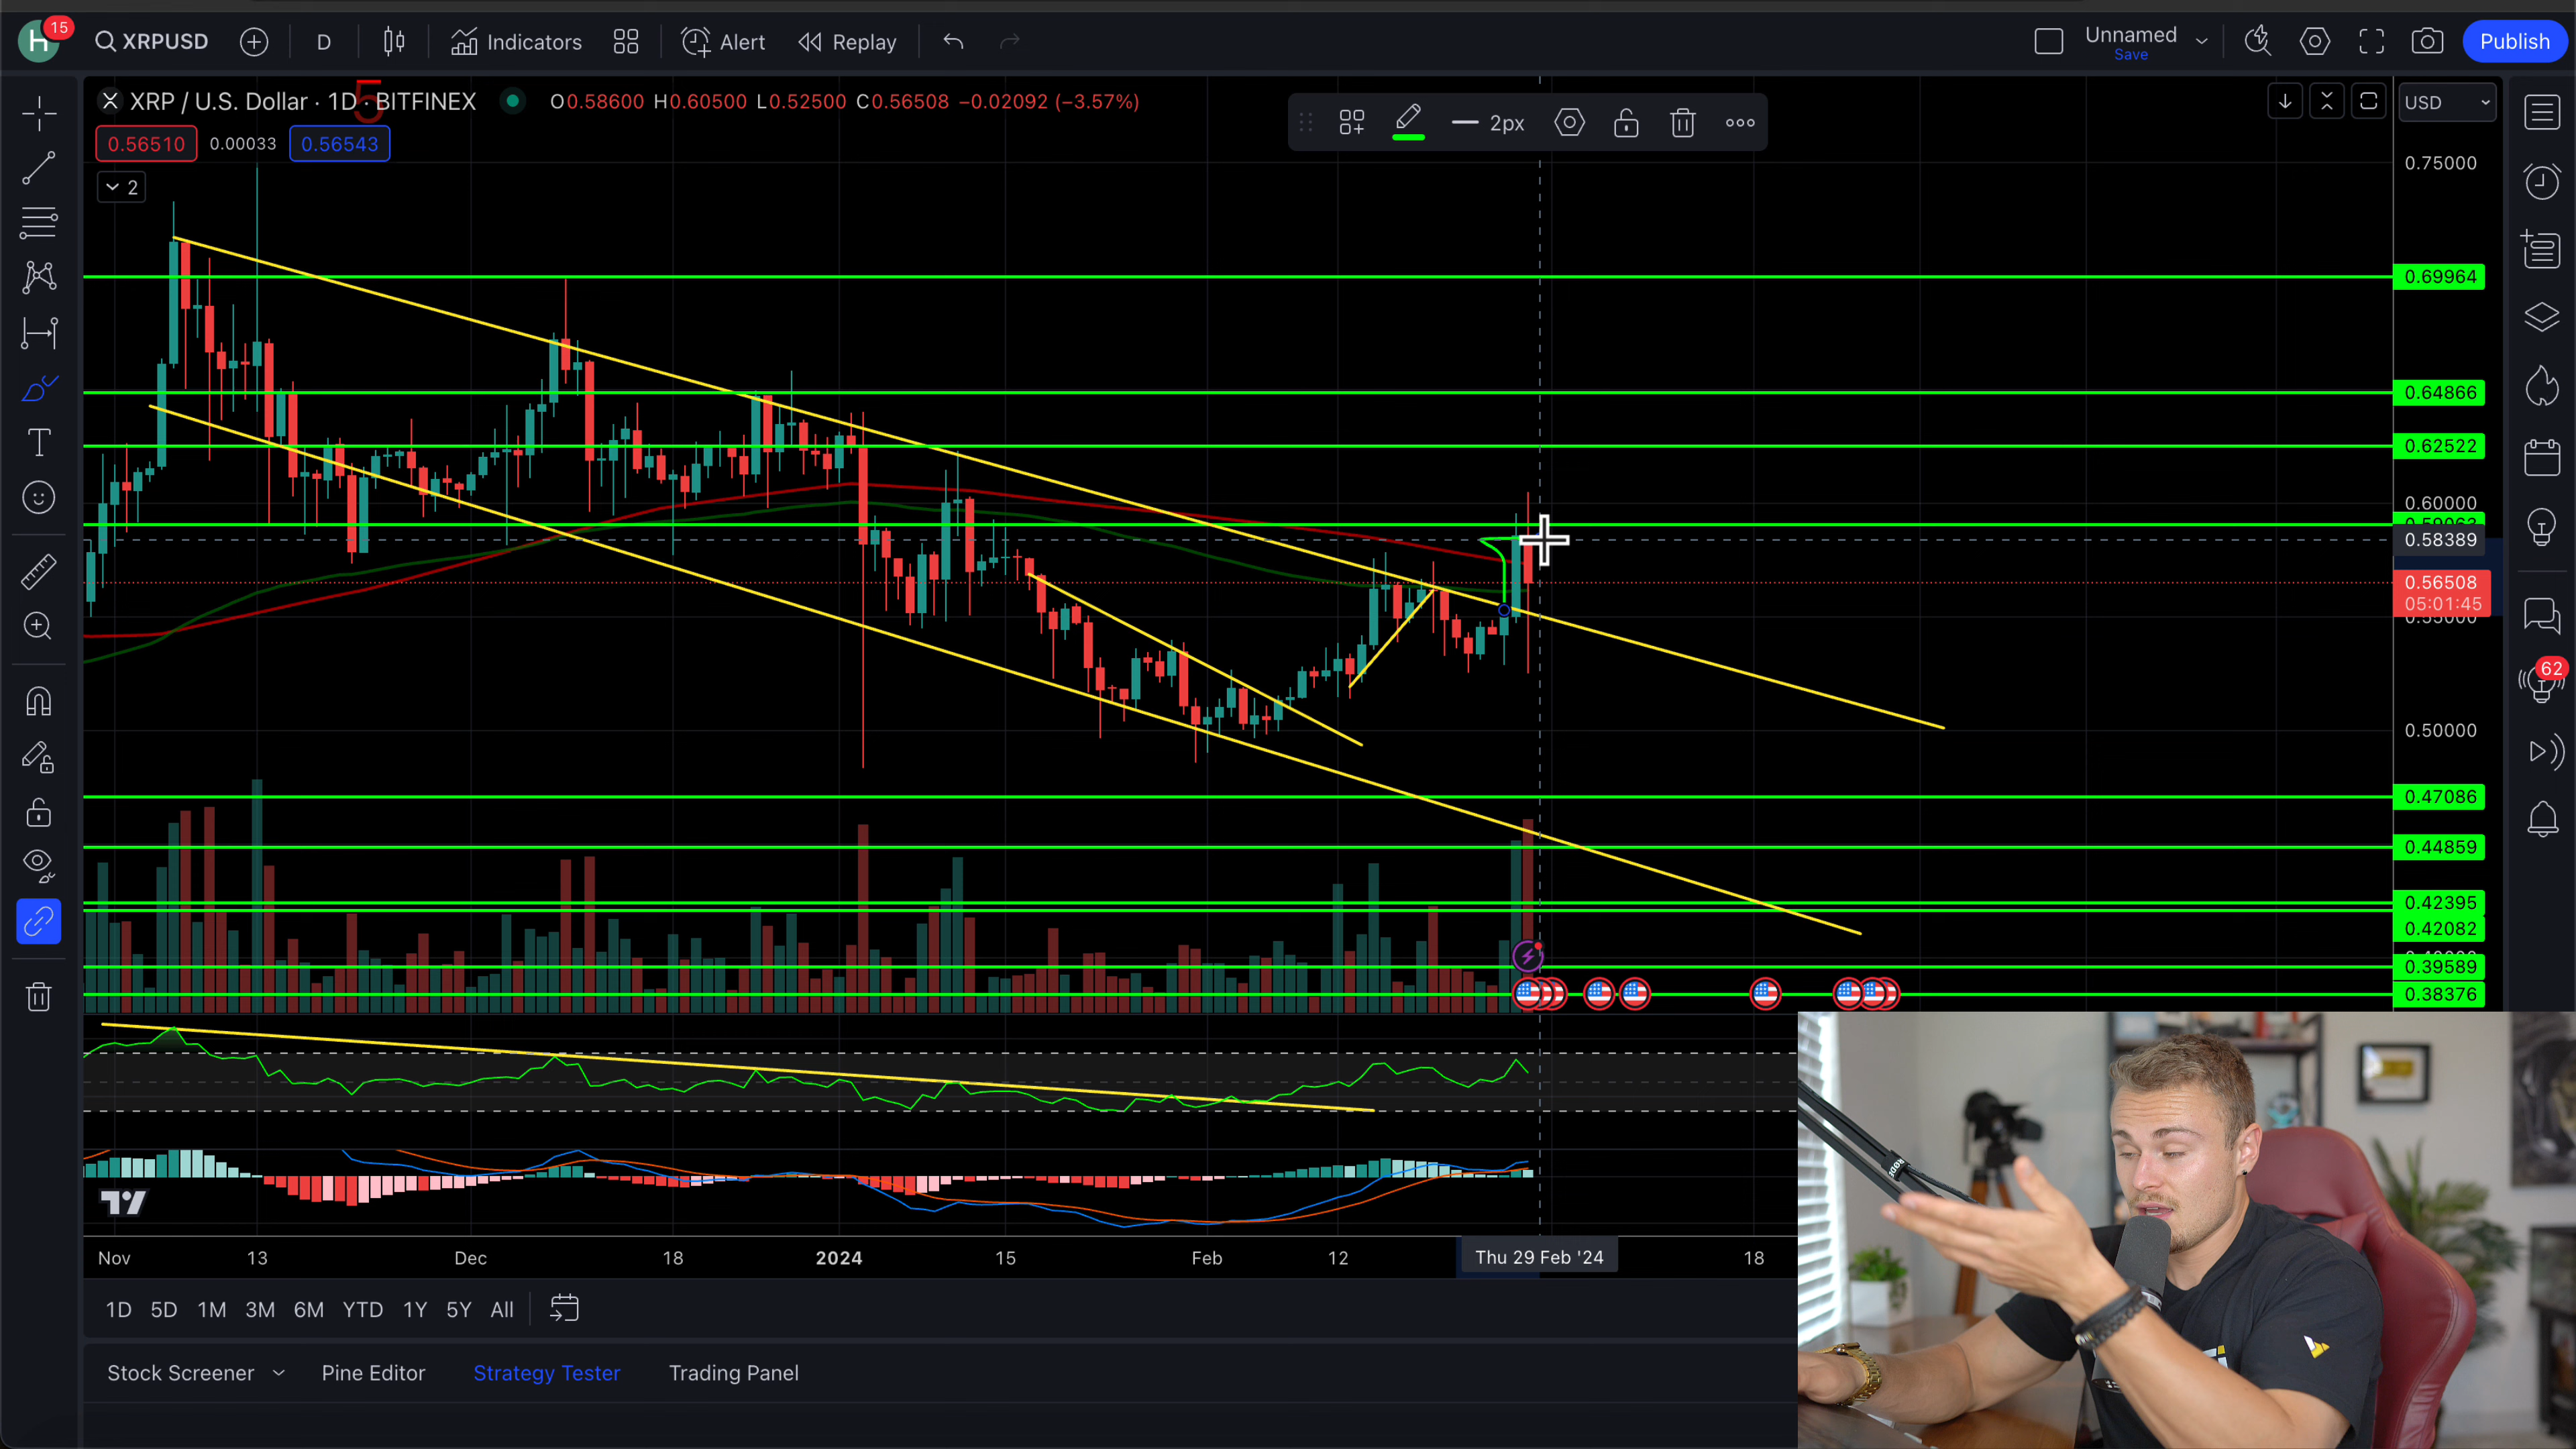 H
15
XRPUSD
D
Indicators
Alert
Replay
Unnamed
Save
Publish
XRP / U.S. Dollar · 1D · BITFINEX
5
O0.58600 H0.60500 L0.52500 C0.56508 −0.02092 (−3.57%)
0.56510
0.00033
0.56543
2
2px
USD
0.75000
0.69964
0.64866
0.62522
0.60000
0.58389
0.56508
05:01:45
0.55000
0.50000
0.47086
0.44859
0.42395
0.42082
0.39589
0.38376
62
Nov
13
Dec
18
2024
15
Feb
12
Thu 29 Feb '24
18
1D
5D
1M
3M
6M
YTD
1Y
5Y
All
Stock Screener
Pine Editor
Strategy Tester
Trading Panel